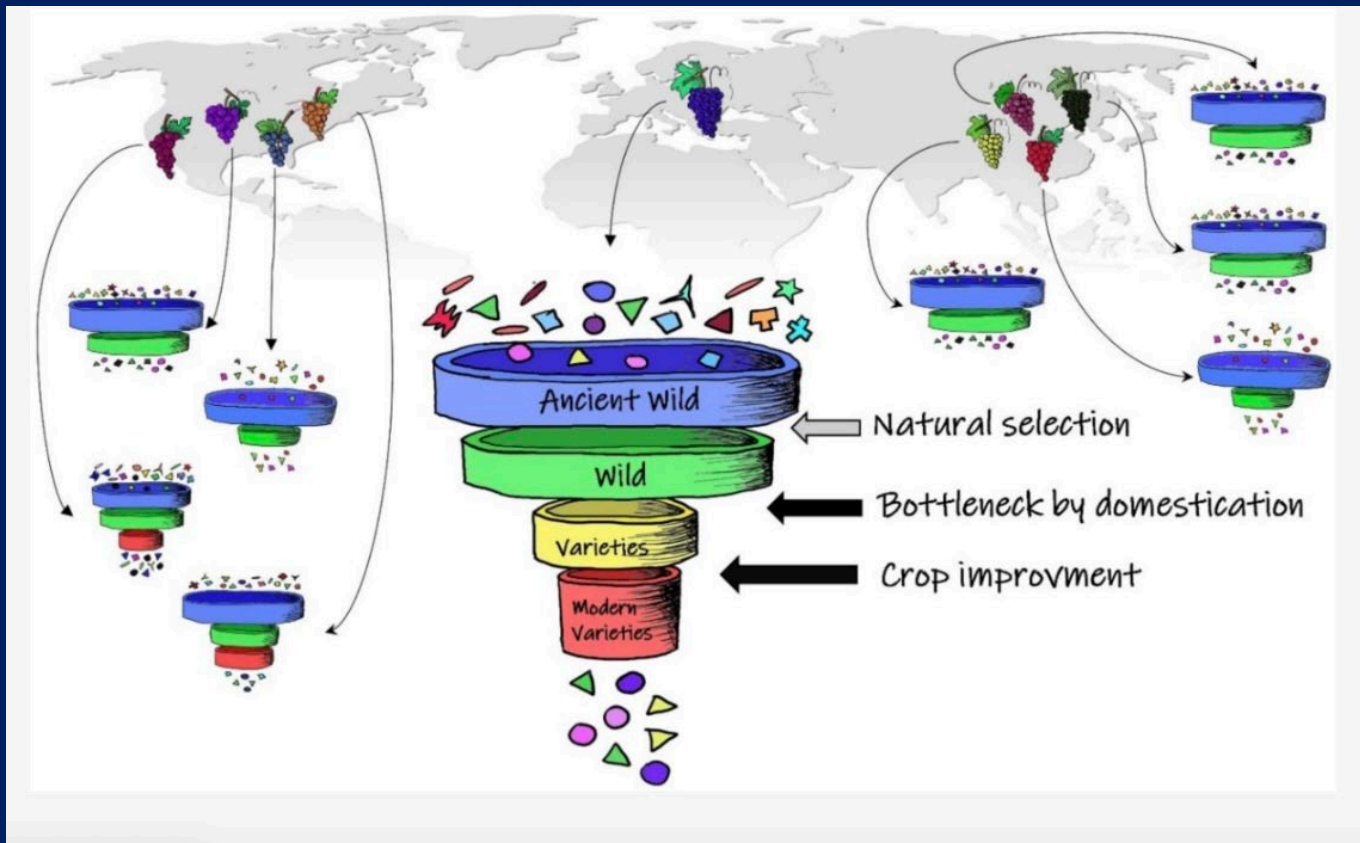 Ancient Wild
Natural selection
Wild
Bottleneck by domestication
Varieties
Crop improvment
Modern
Varieties